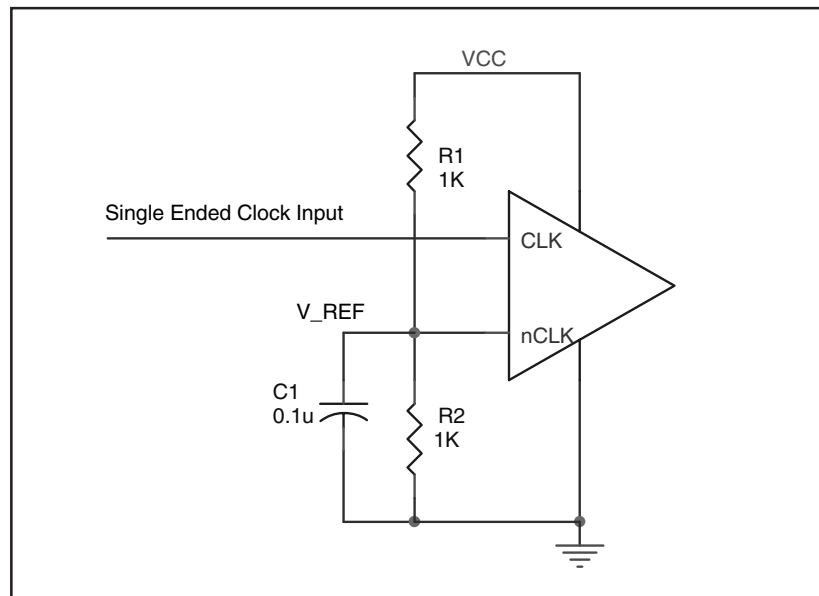 VCC
R1
1K
Single Ended Clock Input
CLK
V_REF
nCLK
C1
0.1u
R2
1K